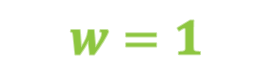 w = 1